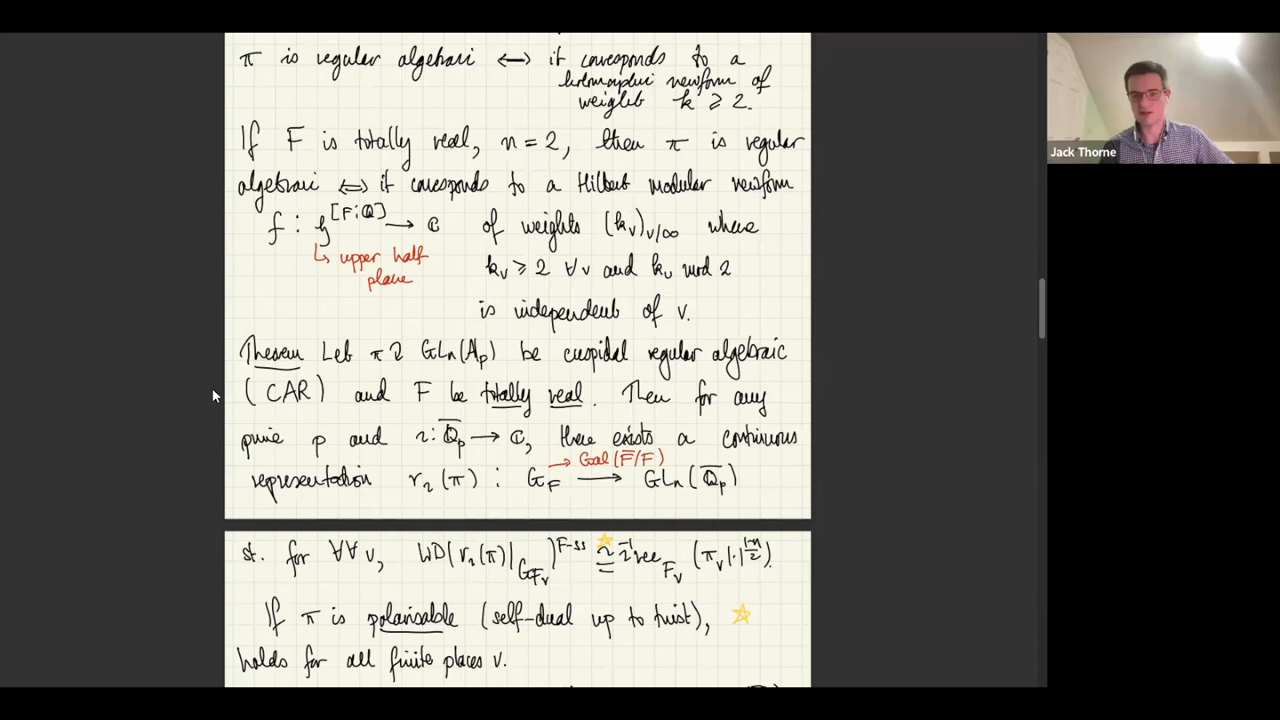 π is regular algebraic ⟷ it corresponds to a
holomorphic newform of
weight k ≥ 2.
If F is totally real, n = 2, then π is regular
algebraic ⟺ it corresponds to a Hilbert modular newform
f : 𝔥^[F:ℚ] → ℂ of weights (k_v)_{v|∞} where
↳ upper half
plane
k_v ≥ 2 ∀v and k_v mod 2
is independent of v.
Theorem Let π ↻ GLn(A_F) be cuspidal regular algebraic
(CAR) and F be totally real. Then for any
prime p and ι: ℚ̄_p → ℂ, there exists a continuous
→ Gal(F̄/F)
representation r_ι(π) : G_F → GLn(ℚ̄_p)
st. for ∀∀ v, WD(r_ι(π)|_{G_{F_v}})^{F-ss} ≅^☆ ι^{-1} rec_{F_v} (π_v|·|^{(1-n)/2}).
If π is polarisable (self-dual up to twist), ☆
holds for all finite places v.
Jack Thorne